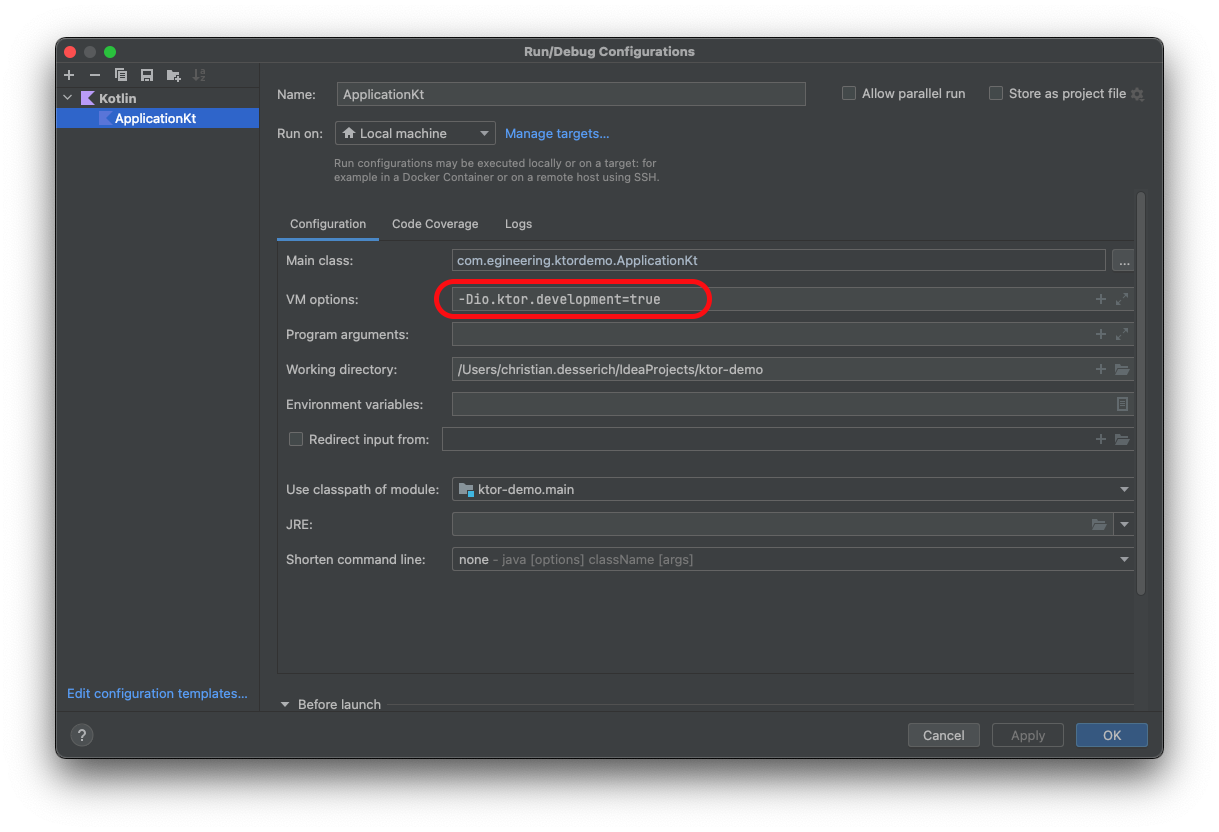 Run/Debug Configurations
Kotlin
ApplicationKt
Edit configuration templates...
Name: ApplicationKt
Allow parallel run
Store as project file
Run on: Local machine Manage targets...
Run configurations may be executed locally or on a target: for
example in a Docker Container or on a remote host using SSH.
Configuration Code Coverage Logs
Main class: com.egineering.ktordemo.ApplicationKt ...
VM options: -Dio.ktor.development=true
Program arguments:
Working directory: /Users/christian.desserich/IdeaProjects/ktor-demo
Environment variables:
Redirect input from:
Use classpath of module: ktor-demo.main
JRE:
Shorten command line: none - java [options] className [args]
Before launch
? Cancel Apply OK